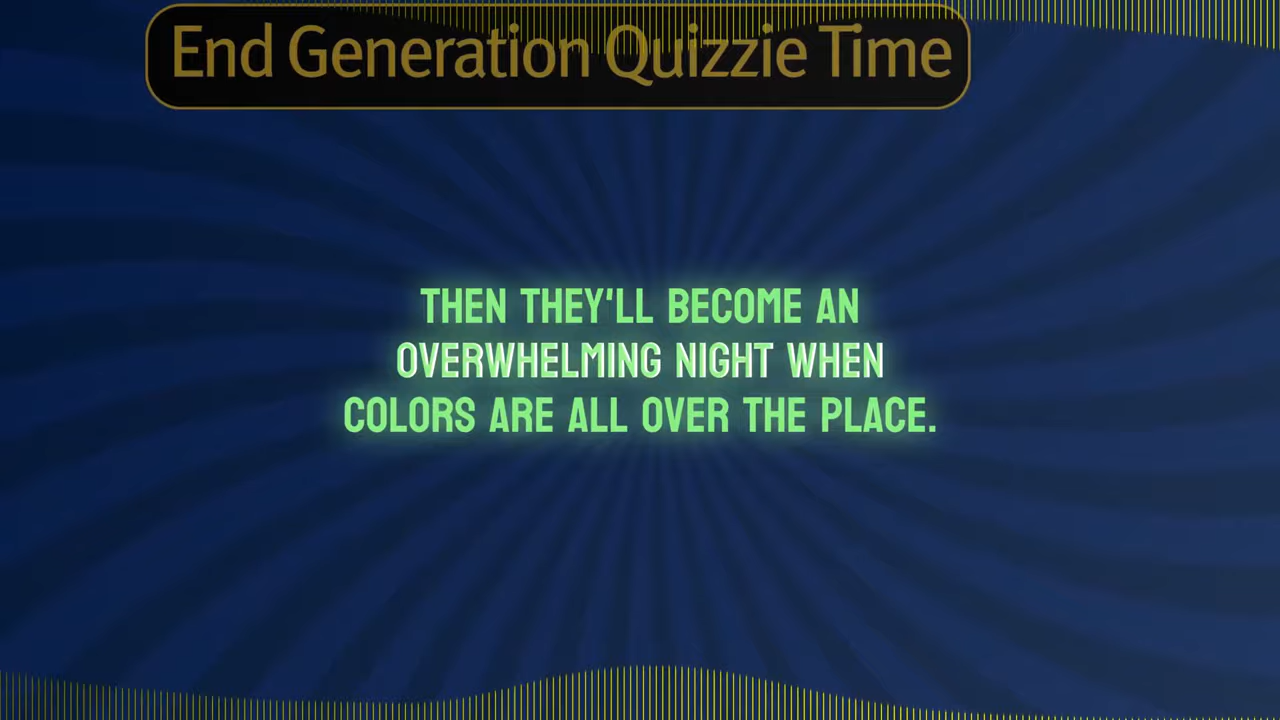 End Generation Quizzie Time
THEN THEY'LL BECOME AN
OVERWHELMING NIGHT WHEN
COLORS ARE ALL OVER THE PLACE.